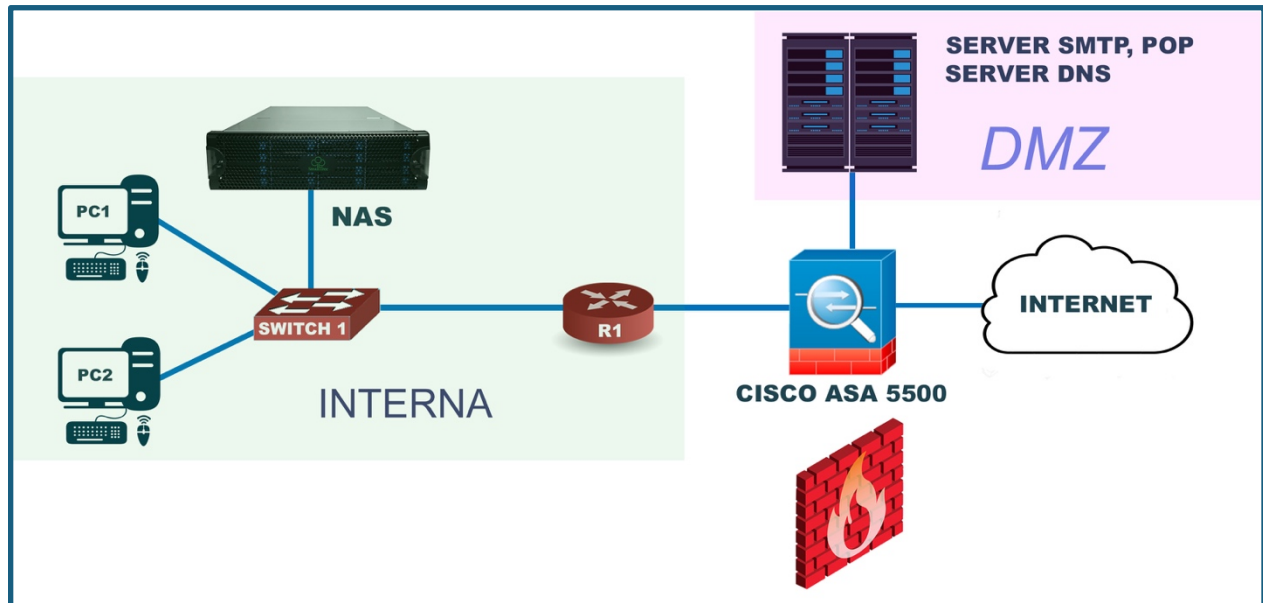 SERVER SMTP, POP
SERVER DNS
DMZ
NAS
PC1
SWITCH 1
R1
INTERNET
PC2
INTERNA
CISCO ASA 5500